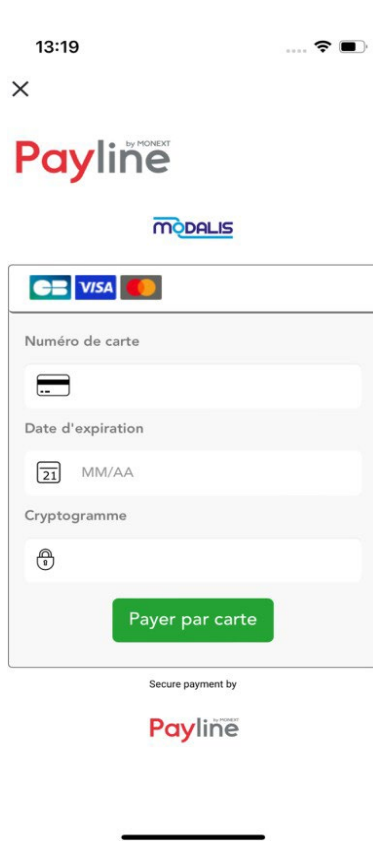 13:19
Payline
by MONEXT
MODALIS
CB VISA
Numéro de carte
Date d'expiration
21 MM/AA
Cryptogramme
Payer par carte
Secure payment by
Payline
by MONEXT